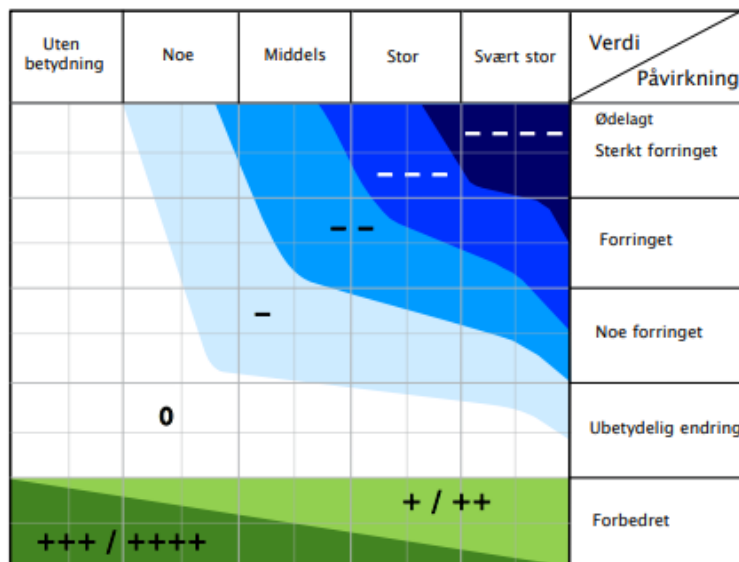 Uten
betydning
Noe
Middels
Stor
Svært stor
Verdi
Påvirkning
Ødelagt
Sterkt forringet
– – – –
– – –
Forringet
– –
Noe forringet
–
Ubetydelig endring
0
Forbedret
+ / ++
+++ / ++++